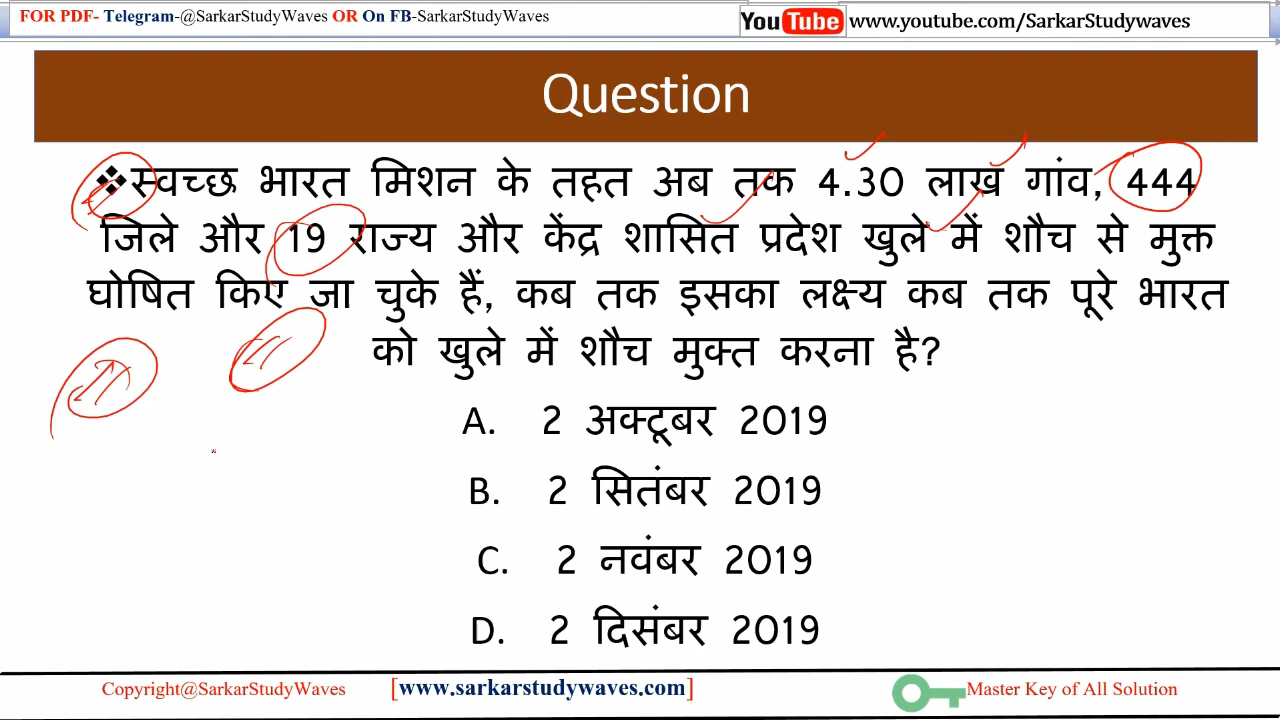 FOR PDF- Telegram-@SarkarStudyWaves OR On FB-SarkarStudyWaves
YouTube www.youtube.com/SarkarStudywaves
Question
❖स्वच्छ भारत मिशन के तहत अब तक 4.30 लाख गांव, 444
जिले और 19 राज्य और केंद्र शासित प्रदेश खुले में शौच से मुक्त
घोषित किए जा चुके हैं, कब तक इसका लक्ष्य कब तक पूरे भारत
को खुले में शौच मुक्त करना है?
A. 2 अक्टूबर 2019
B. 2 सितंबर 2019
C. 2 नवंबर 2019
D. 2 दिसंबर 2019
Copyright@SarkarStudyWaves [www.sarkarstudywaves.com] Master Key of All Solution